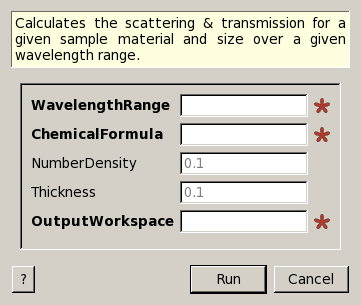 Calculates the scattering & transmission for a
given sample material and size over a given
wavelength range.
WavelengthRange *
ChemicalFormula *
NumberDensity 0.1
Thickness 0.1
OutputWorkspace *
? Run Cancel